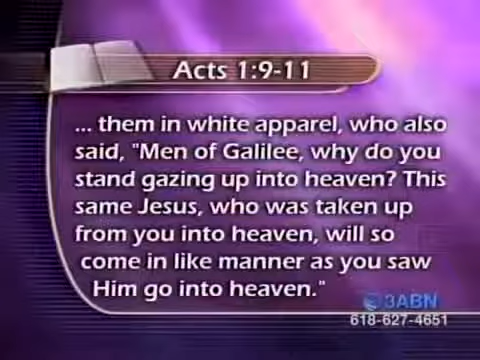 Acts 1:9-11
... them in white apparel, who also
said, "Men of Galilee, why do you
stand gazing up into heaven? This
same Jesus, who was taken up
from you into heaven, will so
come in like manner as you saw
Him go into heaven."
3ABN
618-627-4651